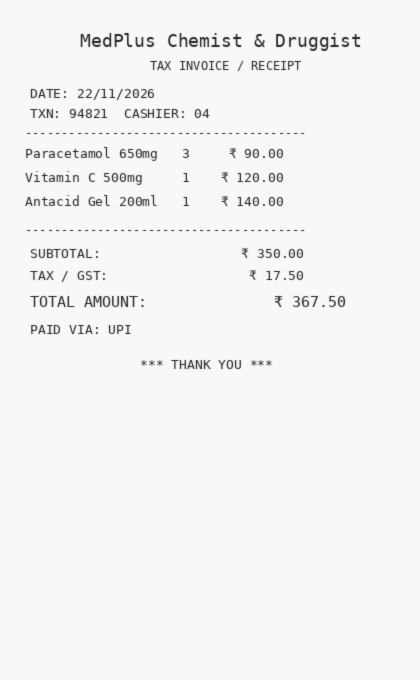 MedPlus Chemist & Druggist
TAX INVOICE / RECEIPT
DATE: 22/11/2026
TXN: 94821  CASHIER: 04
------------------------------------
Paracetamol 650mg   3     ₹ 90.00
Vitamin C 500mg     1    ₹ 120.00
Antacid Gel 200ml   1    ₹ 140.00
------------------------------------
SUBTOTAL:                  ₹ 350.00
TAX / GST:                  ₹ 17.50
TOTAL AMOUNT:              ₹ 367.50
PAID VIA: UPI
*** THANK YOU ***